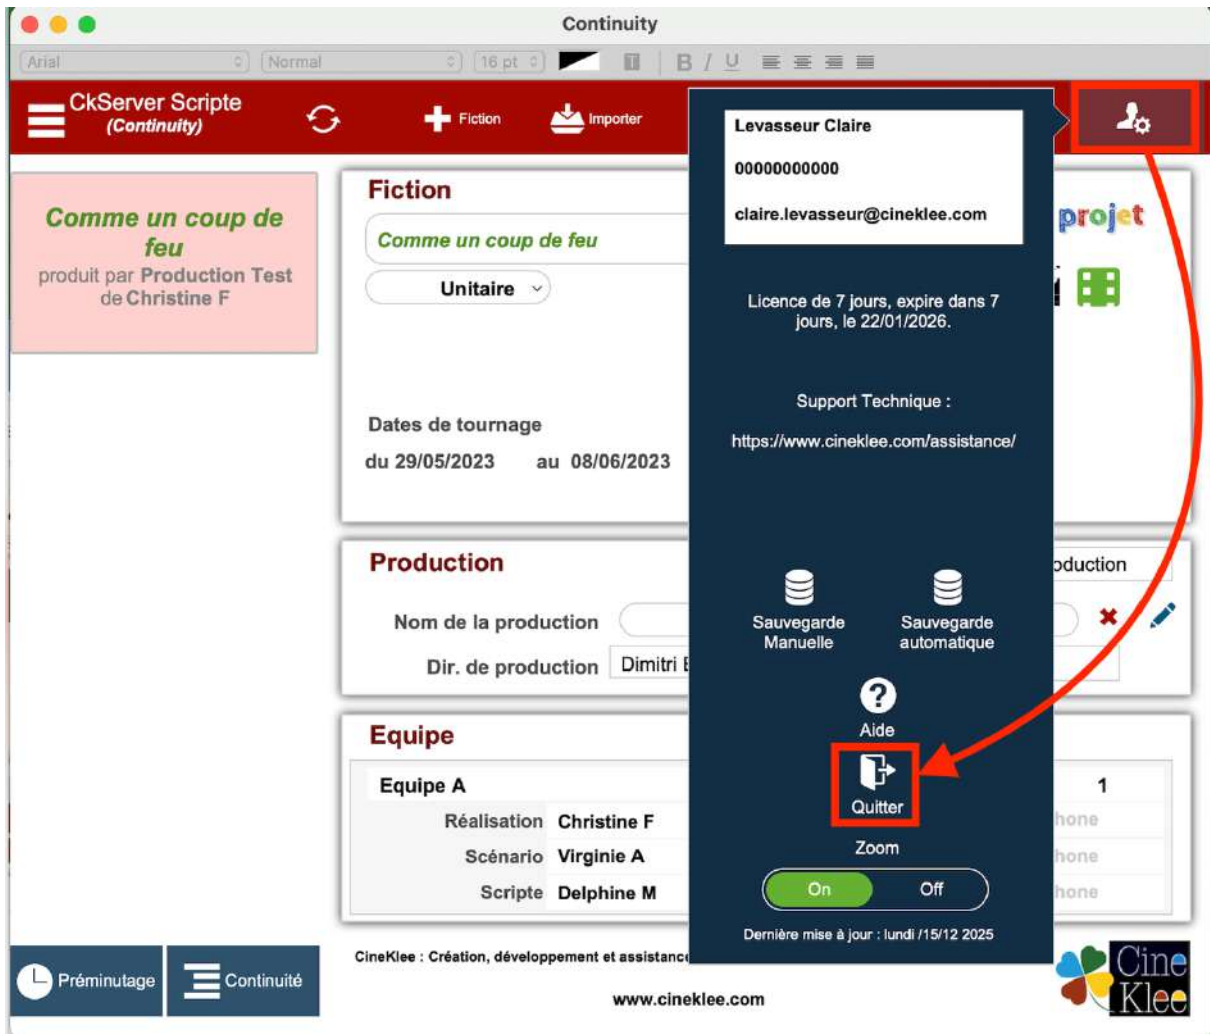 Continuity
Arial Normal 16 pt T B I U
CkServer Scripte
(Continuity)
Fiction
Importer
Comme un coup de
feu
produit par Production Test
de Christine F
Fiction
Comme un coup de feu
Unitaire
projet
Dates de tournage
du 29/05/2023 au 08/06/2023
Levasseur Claire
00000000000
claire.levasseur@cineklee.com
Licence de 7 jours, expire dans 7
jours, le 22/01/2026.
Support Technique :
https://www.cineklee.com/assistance/
Sauvegarde
Manuelle
Sauvegarde
automatique
?
Aide
Quitter
Zoom
On Off
Dernière mise à jour : lundi /15/12 2025
Production
oduction
Nom de la production
Dir. de production Dimitri
Equipe
Equipe A 1
Réalisation Christine F hone
Scénario Virginie A hone
Scripte Delphine M hone
Préminutage
Continuité
CineKlee : Création, développement et assistance
www.cineklee.com
Cine
Klee